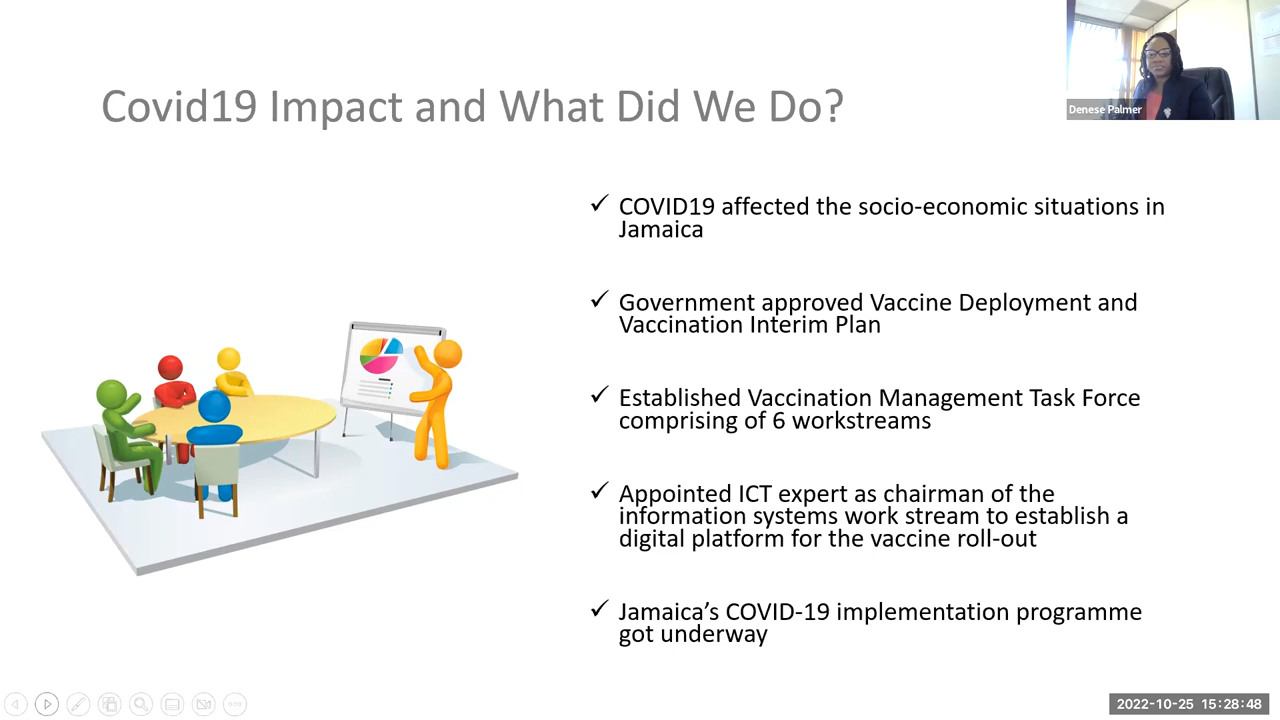 Covid19 Impact and What Did We Do?
Denese Palmer
✓ COVID19 affected the socio-economic situations in
Jamaica
✓ Government approved Vaccine Deployment and
Vaccination Interim Plan
✓ Established Vaccination Management Task Force
comprising of 6 workstreams
✓ Appointed ICT expert as chairman of the
information systems work stream to establish a
digital platform for the vaccine roll-out
✓ Jamaica’s COVID-19 implementation programme
got underway
2022-10-25 15:28:48